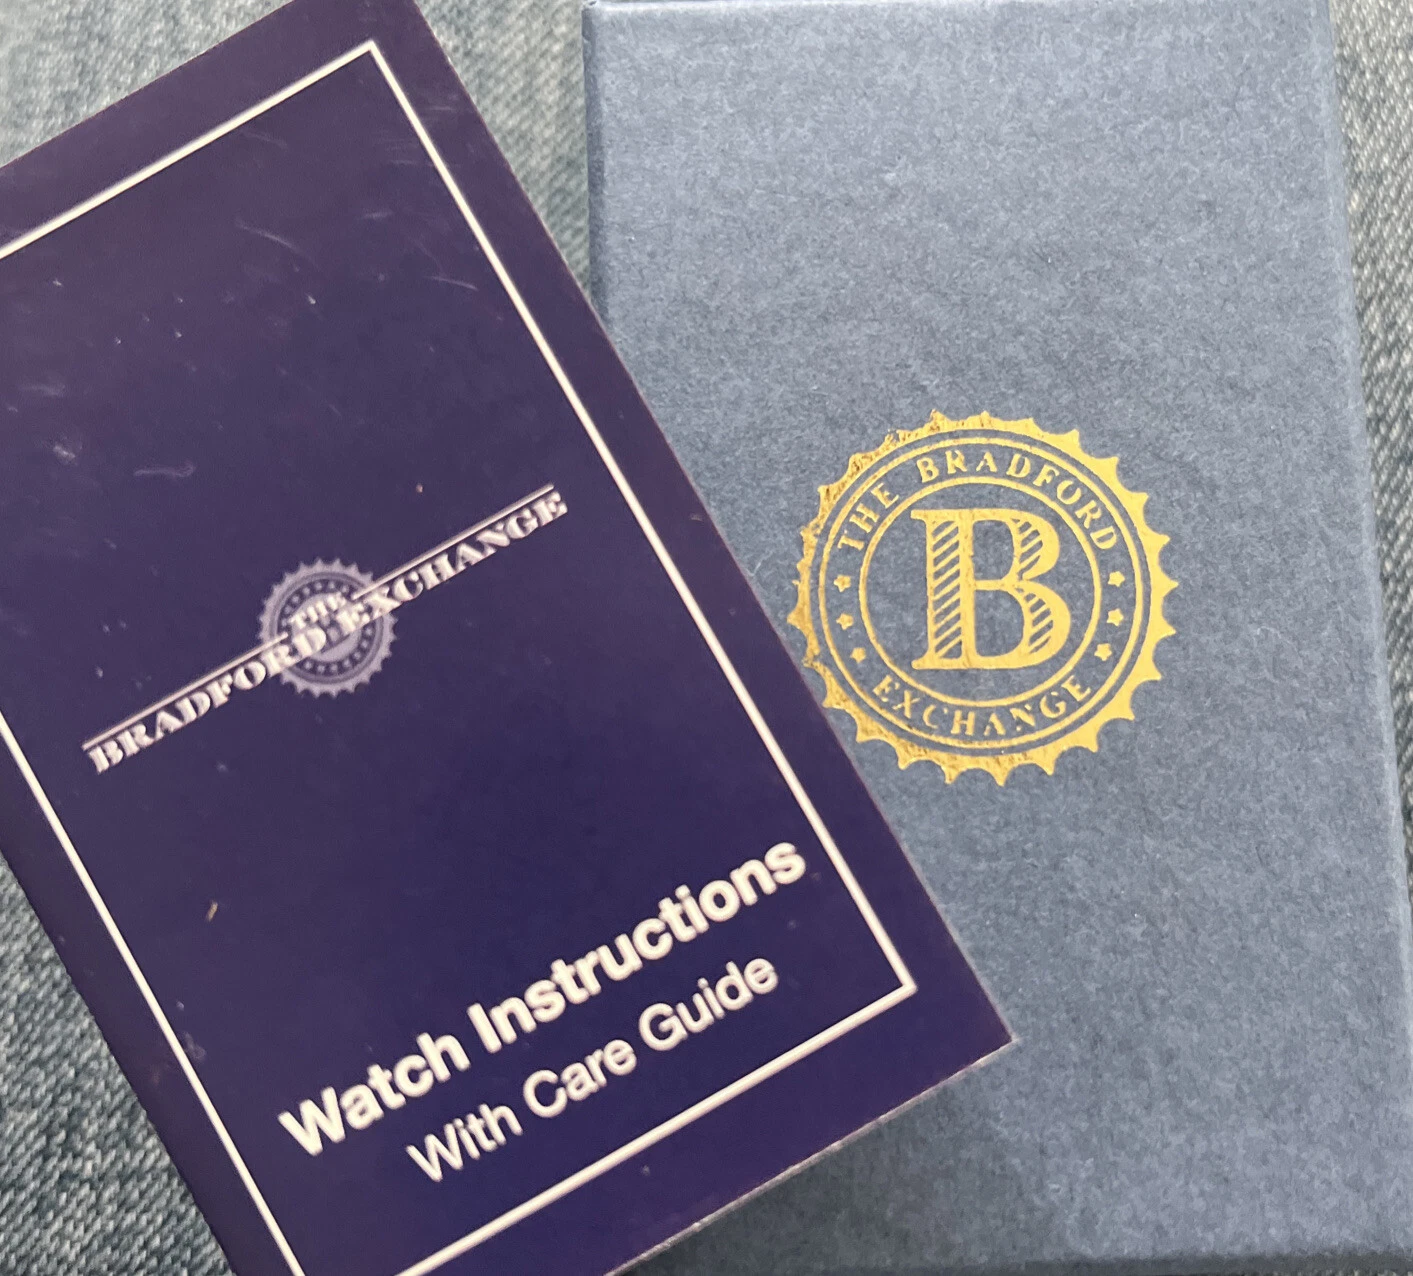 THE
BRADFORD EXCHANGE
Watch Instructions
With Care Guide
THE BRADFORD
B
EXCHANGE